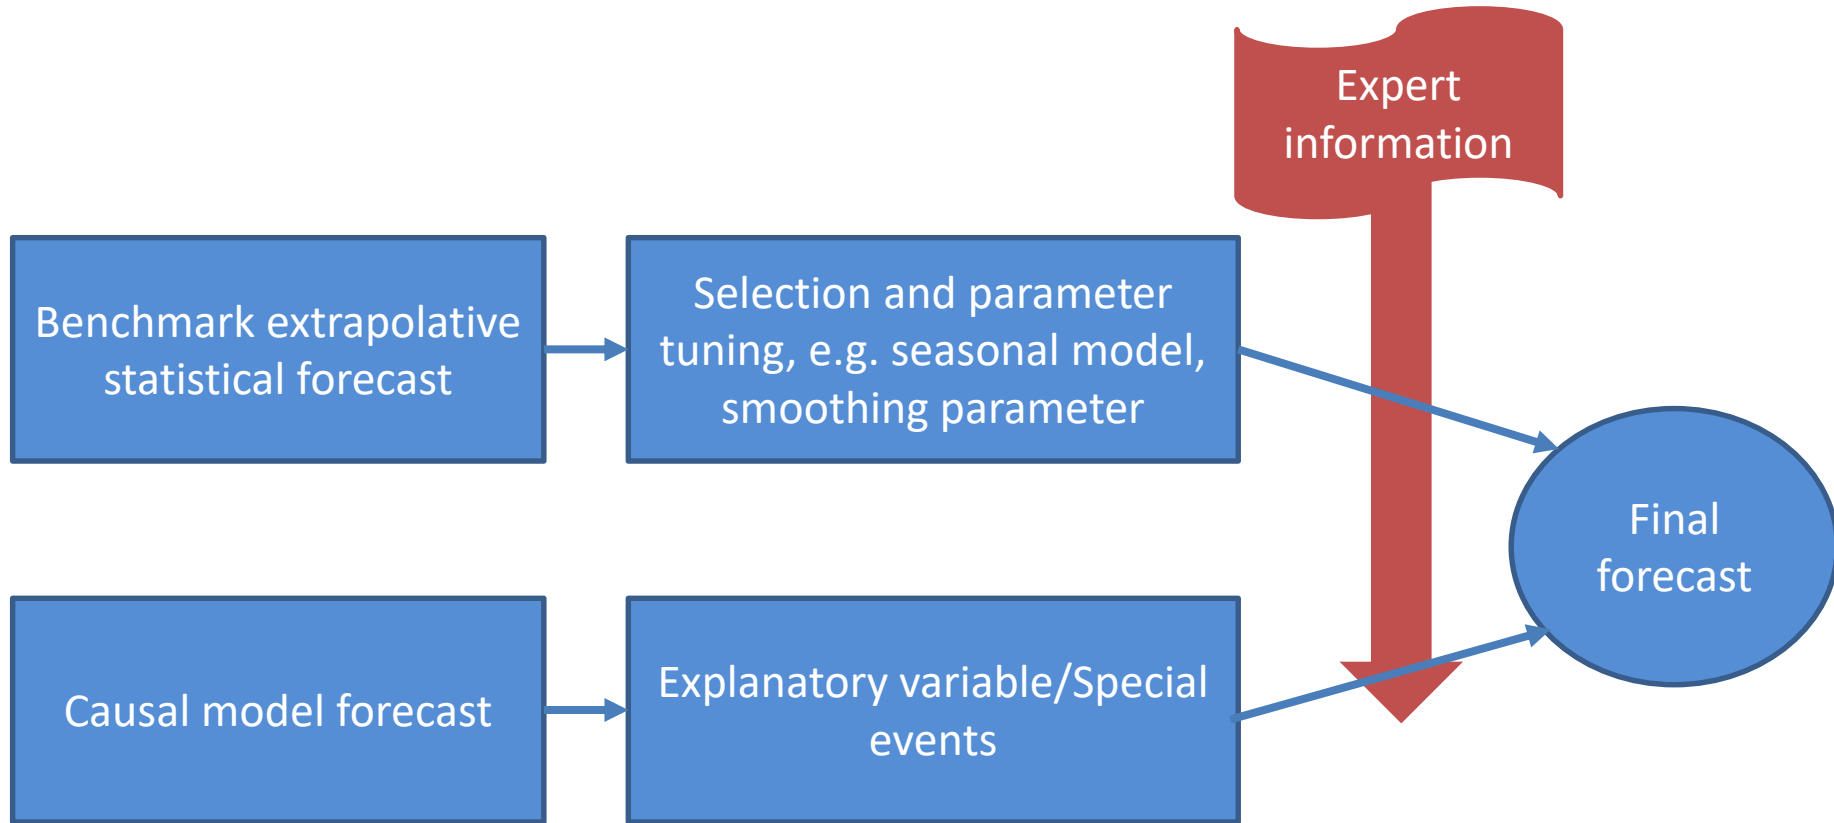 Expert
information
Benchmark extrapolative
statistical forecast
Selection and parameter
tuning, e.g. seasonal model,
smoothing parameter
Final
forecast
Causal model forecast
Explanatory variable/Special
events